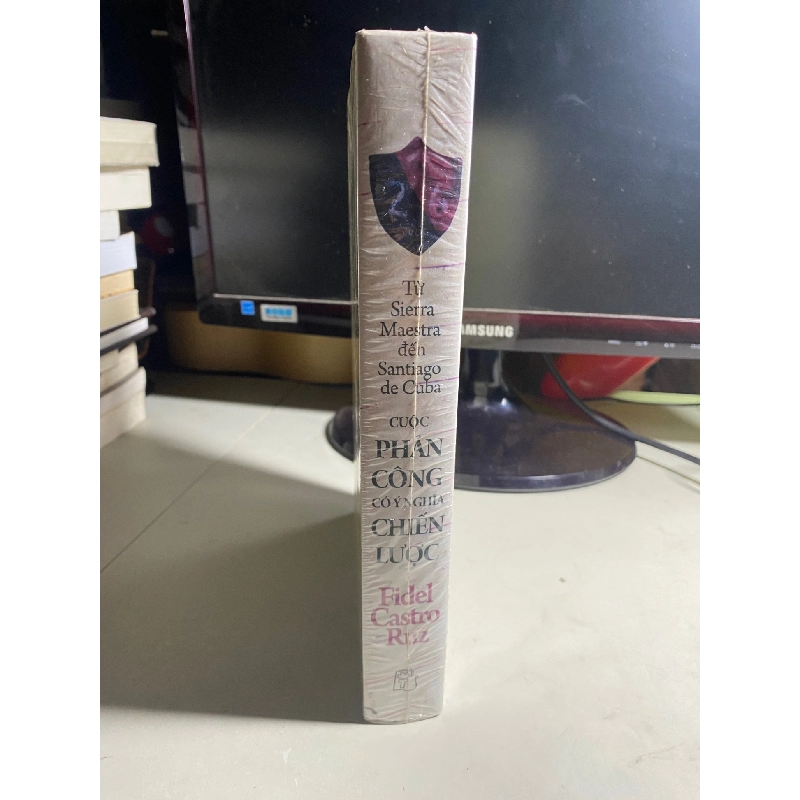 Từ
Sierra
Maestra
đến
Santiago
de Cuba
CUỘC
PHẢN
CÔNG
CÓ Ý NGHĨA
CHIẾN
LƯỢC
Fidel
Castro
Ruz
SAMSUNG